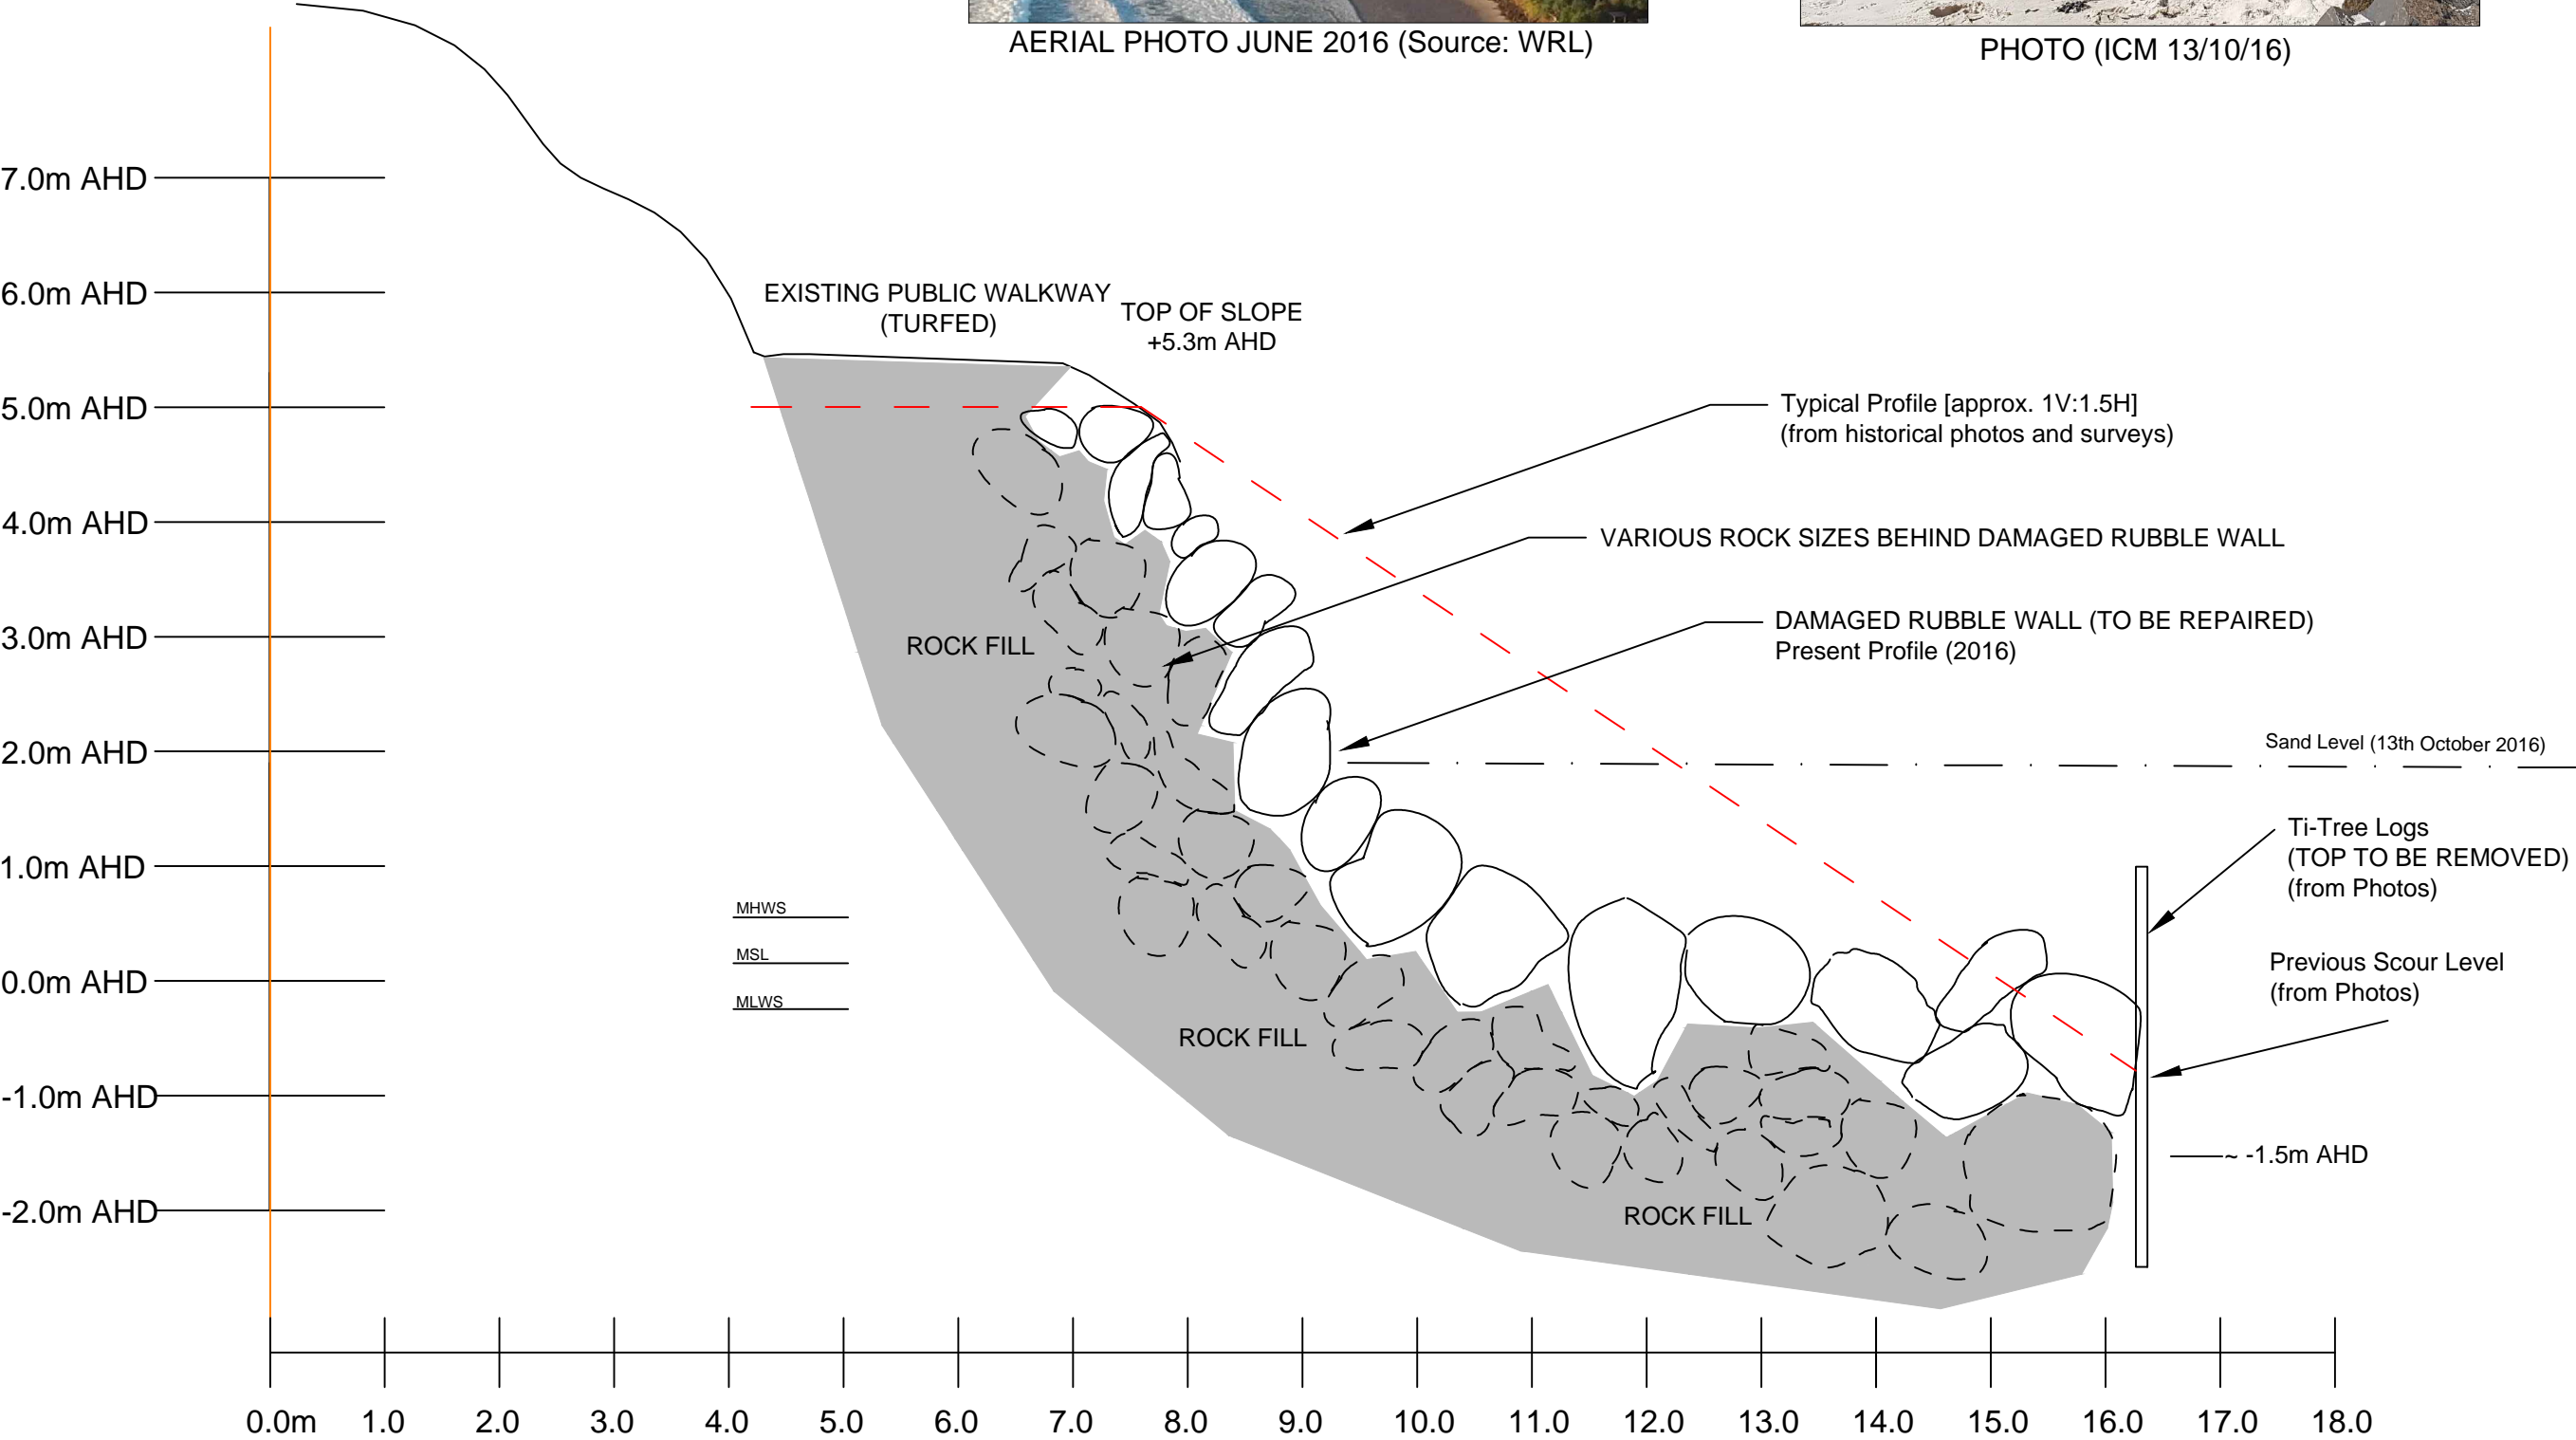 AERIAL PHOTO JUNE 2016 (Source: WRL)
PHOTO (ICM 13/10/16)
7.0m AHD
6.0m AHD
5.0m AHD
4.0m AHD
3.0m AHD
2.0m AHD
1.0m AHD
0.0m AHD
-1.0m AHD
-2.0m AHD
EXISTING PUBLIC WALKWAY
(TURFED)
TOP OF SLOPE
+5.3m AHD
Typical Profile [approx. 1V:1.5H]
(from historical photos and surveys)
VARIOUS ROCK SIZES BEHIND DAMAGED RUBBLE WALL
DAMAGED RUBBLE WALL (TO BE REPAIRED)
Present Profile (2016)
ROCK FILL
Sand Level (13th October 2016)
Ti-Tree Logs
(TOP TO BE REMOVED)
(from Photos)
MHWS
MSL
MLWS
Previous Scour Level
(from Photos)
ROCK FILL
~ -1.5m AHD
ROCK FILL
0.0m 1.0 2.0 3.0 4.0 5.0 6.0 7.0 8.0 9.0 10.0 11.0 12.0 13.0 14.0 15.0 16.0 17.0 18.0